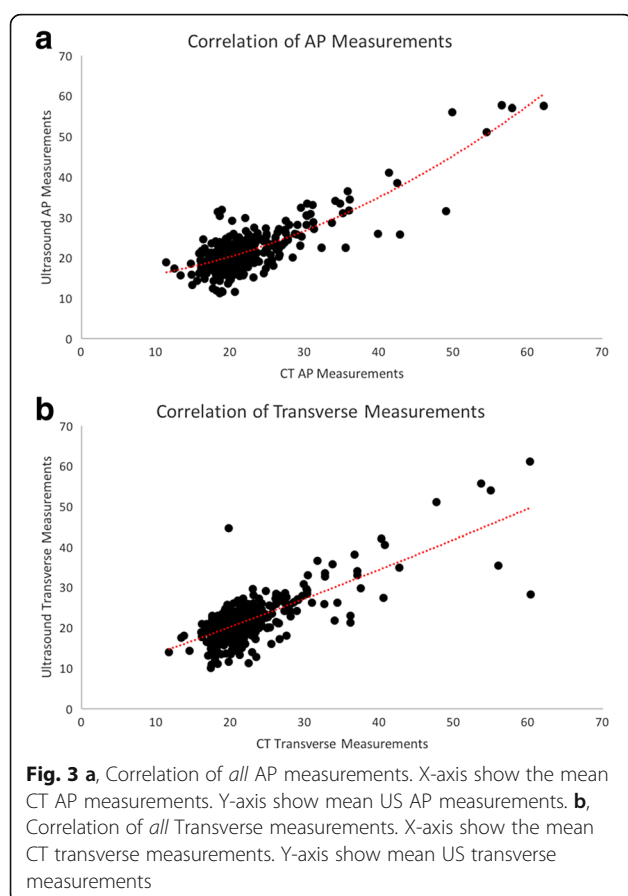 a
Correlation of AP Measurements
70
60
50
40
30
20
10
0
Ultrasound AP Measurements
0 10 20 30 40 50 60 70
CT AP Measurements
b
Correlation of Transverse Measurements
70
60
50
40
30
20
10
0
Ultrasound Transverse Measurements
0 10 20 30 40 50 60 70
CT Transverse Measurements
Fig. 3 a, Correlation of all AP measurements. X-axis show the mean
CT AP measurements. Y-axis show mean US AP measurements. b,
Correlation of all Transverse measurements. X-axis show the mean
CT transverse measurements. Y-axis show mean US transverse
measurements